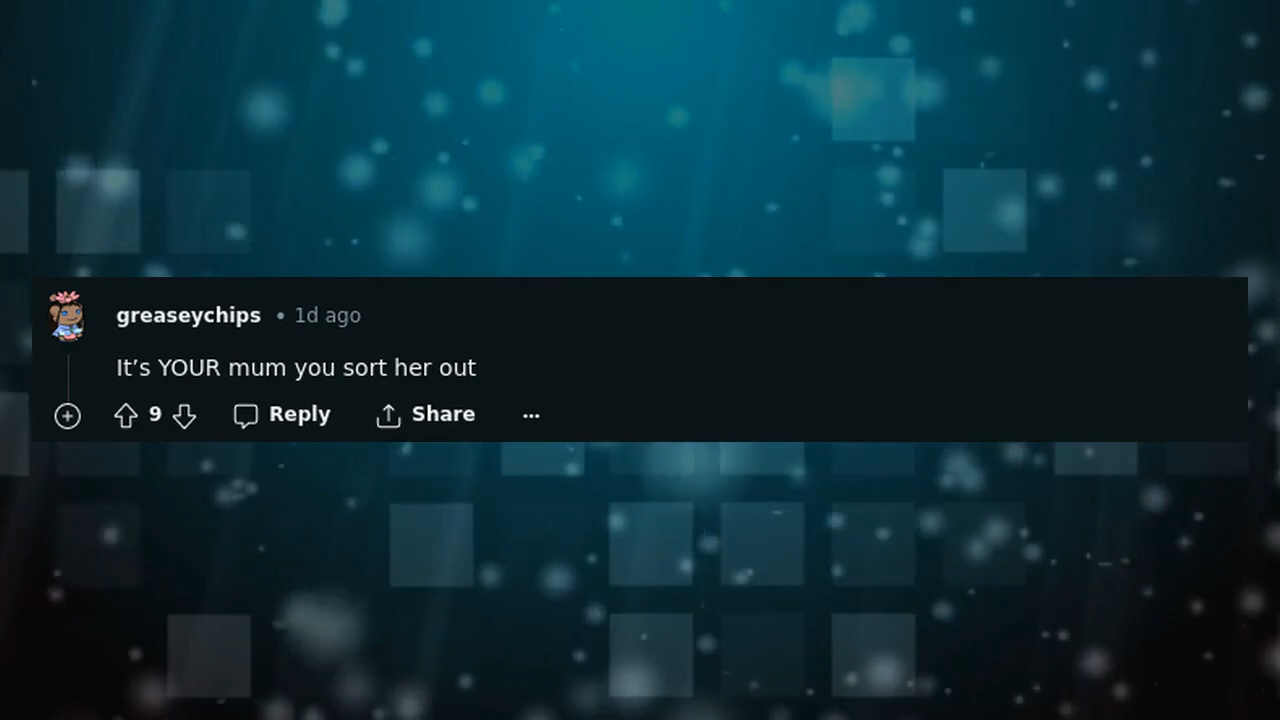 greaseychips • 1d ago
It’s YOUR mum you sort her out
9 Reply Share ...